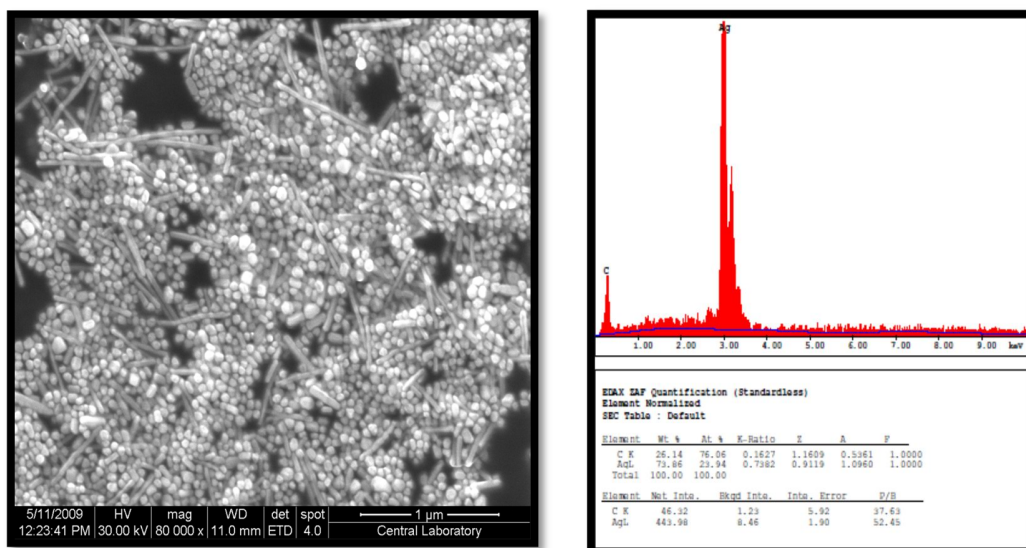 5/11/2009 HV mag WD det spot 1 µm
12:23:41 PM 30.00 kV 80 000 x 11.0 mm ETD 4.0 Central Laboratory
Ag
C
1.00 2.00 3.00 4.00 5.00 6.00 7.00 8.00 9.00 keV
EDAX ZAF Quantification (Standardless)
Element Normalized
SEC Table : Default
Element Wt % At % K-Ratio Z A F
C K 26.14 76.06 0.1627 1.1609 0.5361 1.0000
AgL 73.86 23.94 0.7382 0.9119 1.0960 1.0000
Total 100.00 100.00
Element Net Inte. Bkgd Inte. Inte. Error P/B
C K 46.32 1.23 5.92 37.63
AgL 443.98 8.46 1.90 52.45